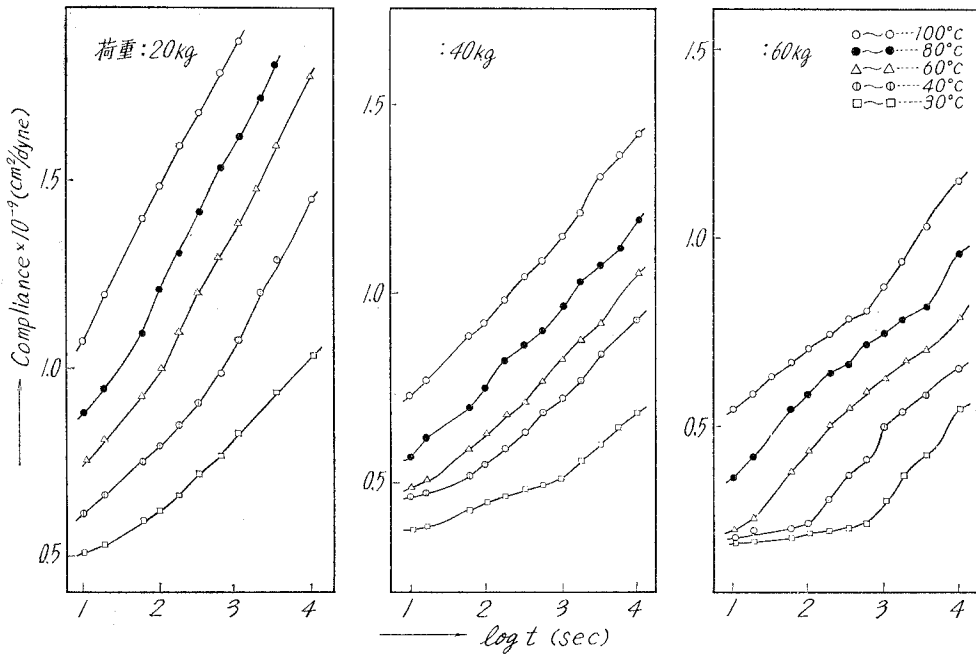 荷重:20kg
:40kg
:60kg
○~○---100°c
●~●---80°c
△~△---60°c
⦶~⦶---40°c
□~□---30°c
Compliance×10⁻⁹(cm²/dyne)
1.5
1.0
0.5
1.5
1.0
0.5
1.5
1.0
0.5
1 2 3 4
1 2 3 4
1 2 3 4
log t (sec)